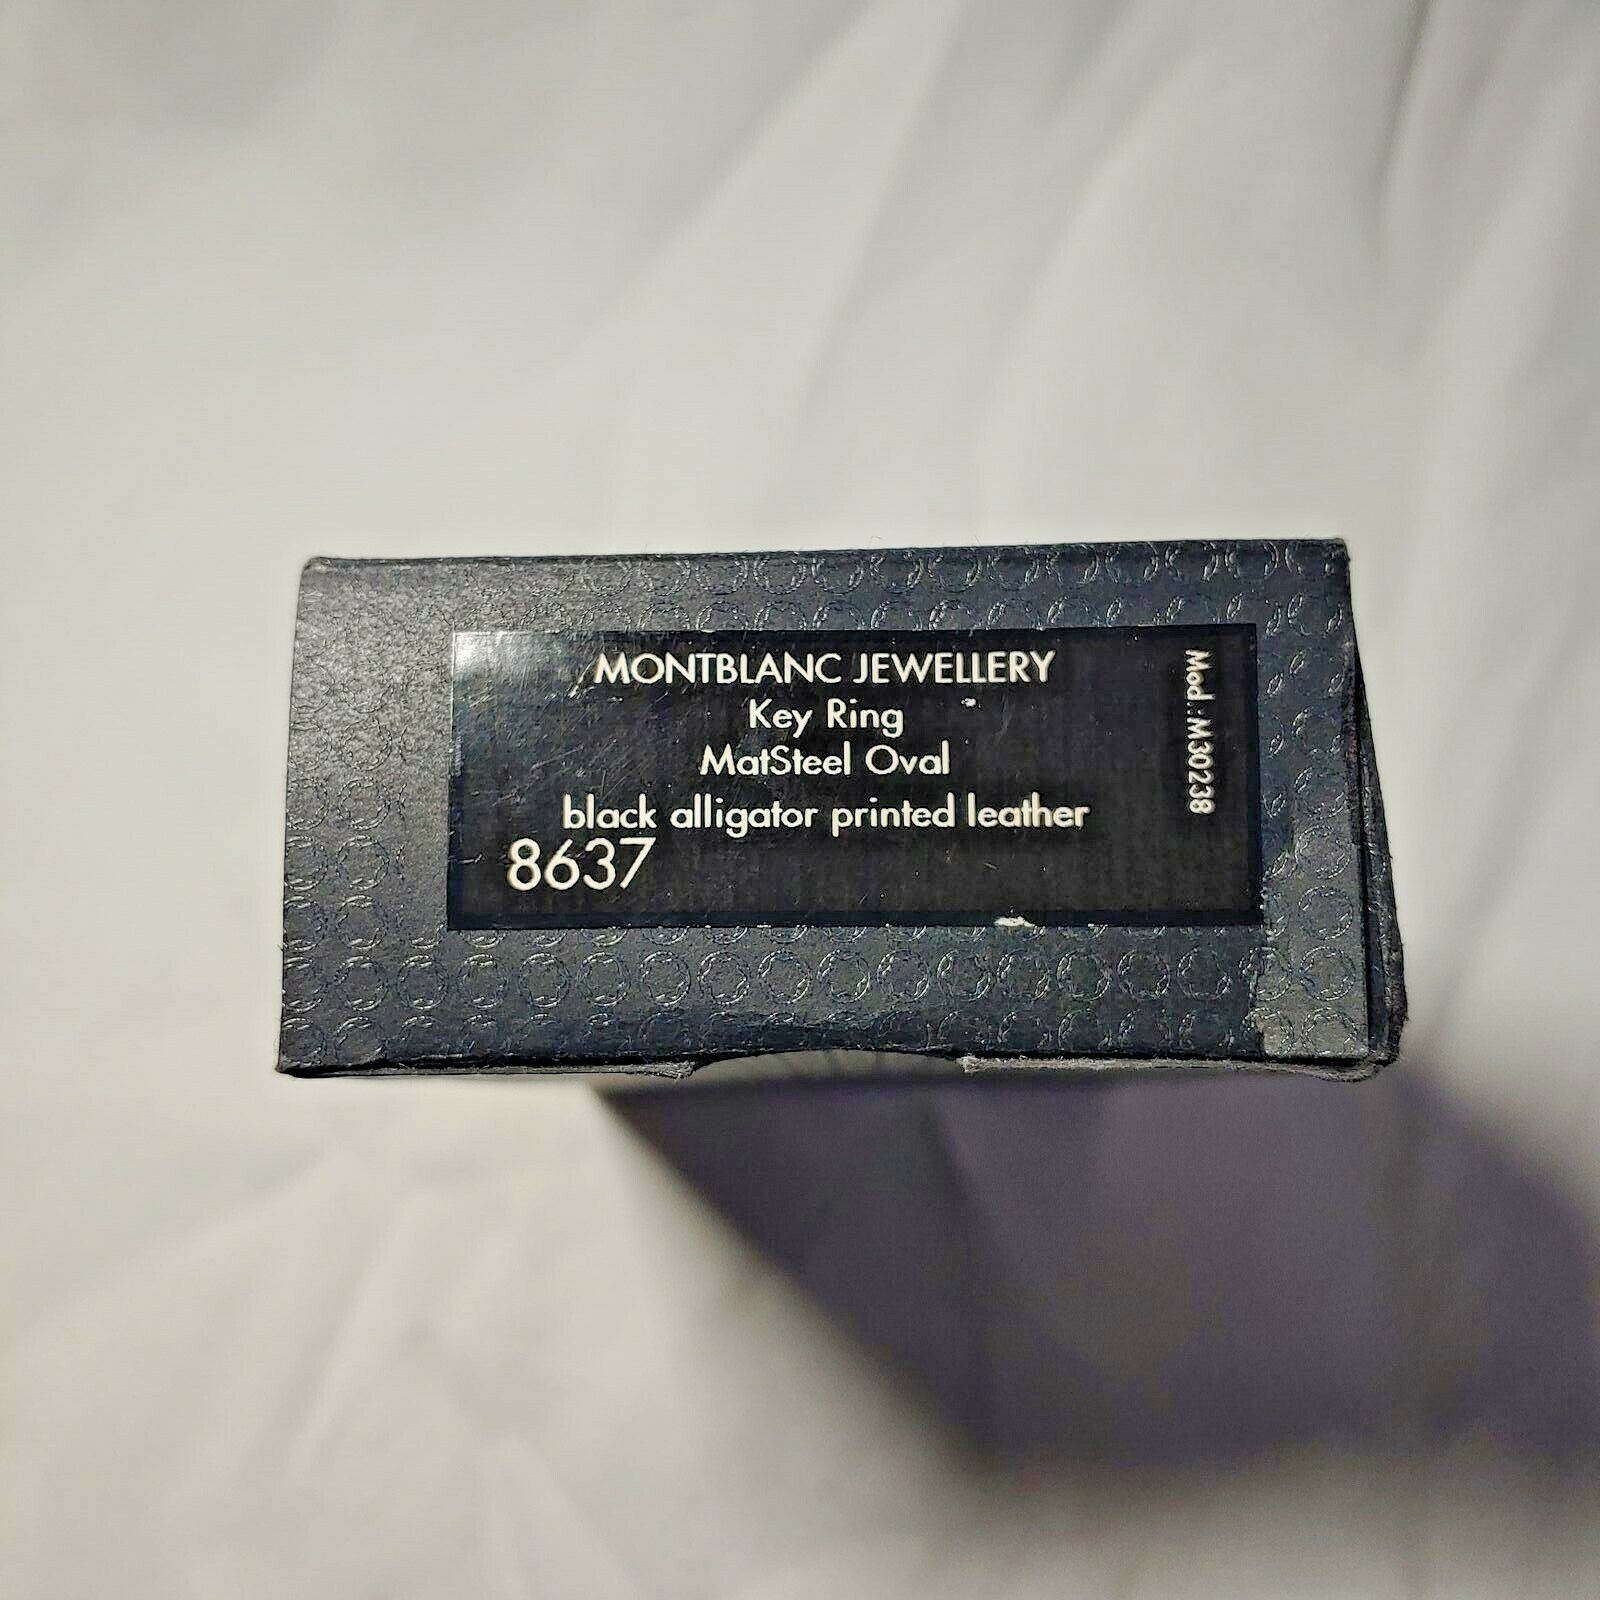 MONTBLANC JEWELLERY
Key Ring
MatSteel Oval
black alligator printed leather
8637
Mod.:M30238